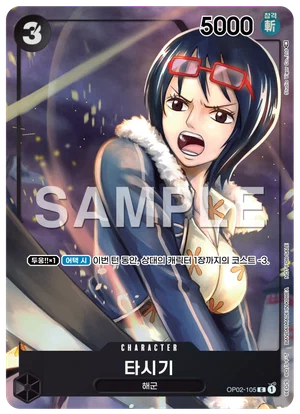 3
5000
참격
斬
SAMPLE
두웅!!×1 어택 시 이번 턴 동안, 상대의 캐릭터 1장까지의 코스트 -3.
CHARACTER
타시기
해군
OP02-105 C 1